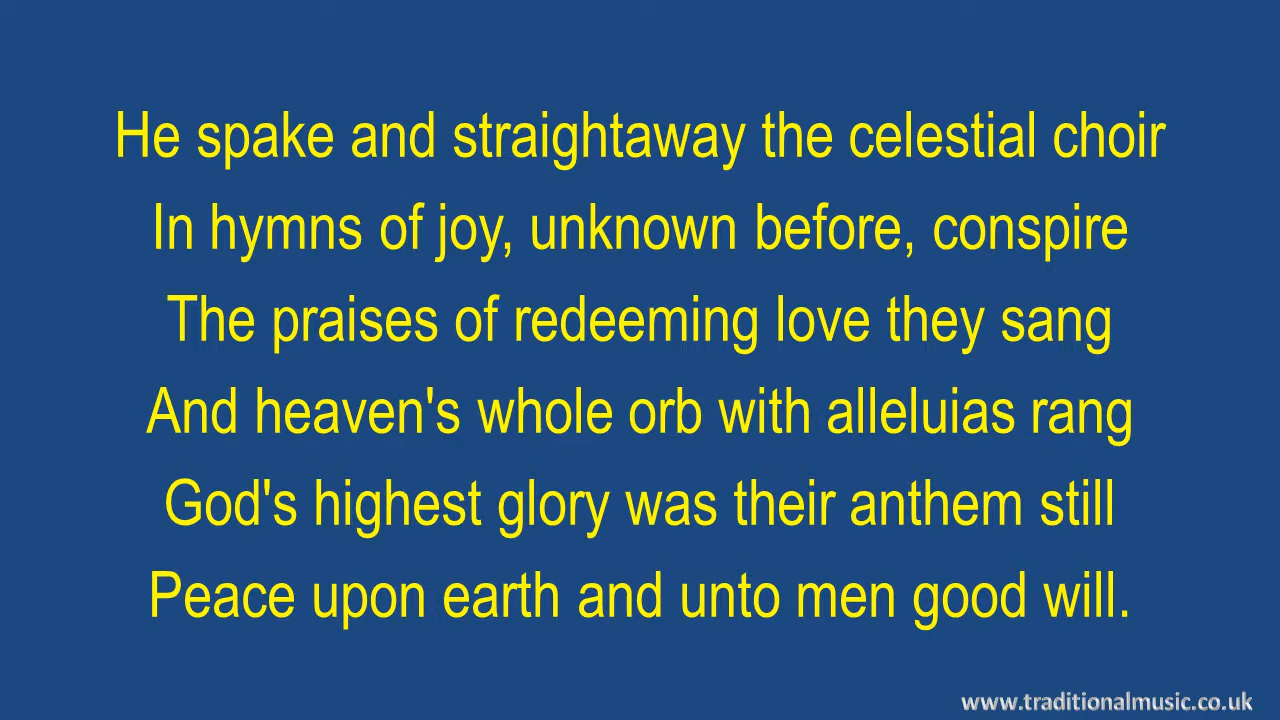 He spake and straightaway the celestial choir
In hymns of joy, unknown before, conspire
The praises of redeeming love they sang
And heaven's whole orb with alleluias rang
God's highest glory was their anthem still
Peace upon earth and unto men good will.
www.traditionalmusic.co.uk